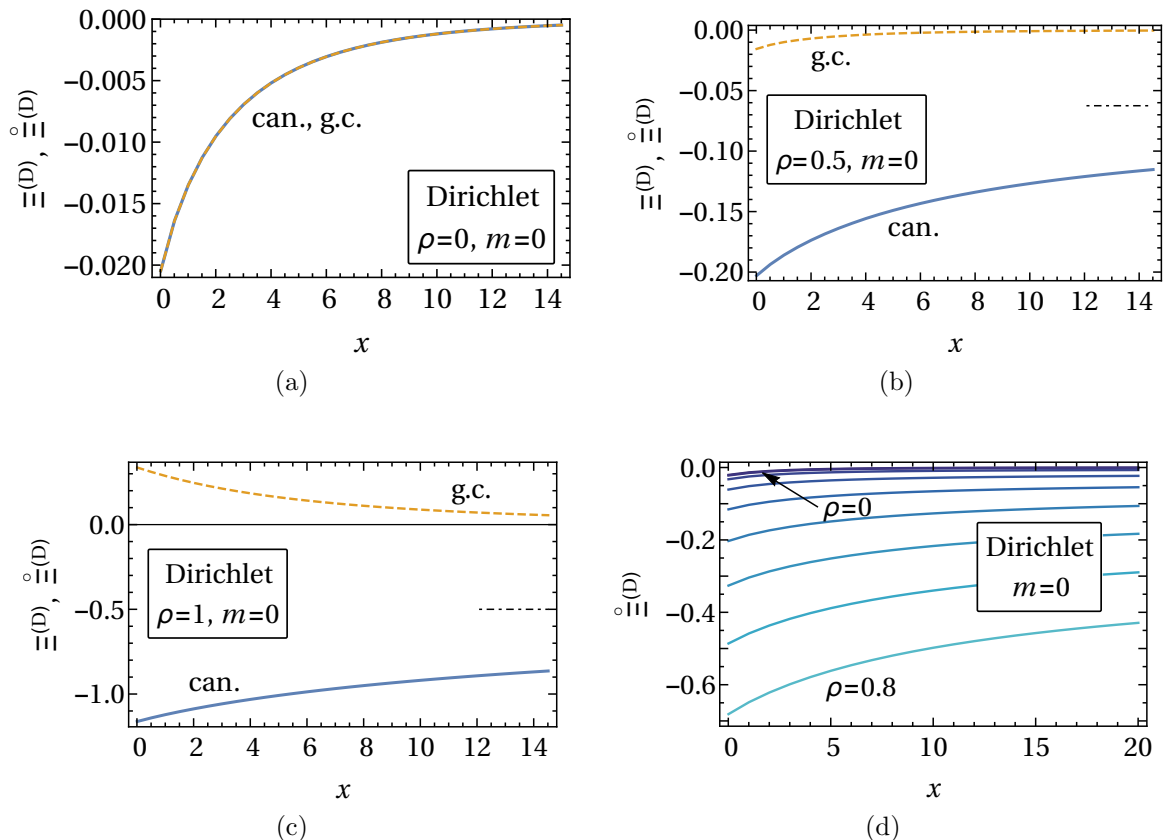 0.000
−0.005
−0.010
−0.015
−0.020
Ξ(D), Ξ̊(D)
can., g.c.
Dirichlet
ρ=0, m=0
0 2 4 6 8 10 12 14
x
(a)
0.00
−0.05
−0.10
−0.15
−0.20
Ξ(D), Ξ̊(D)
g.c.
Dirichlet
ρ=0.5, m=0
can.
0 2 4 6 8 10 12 14
x
(b)
0.0
−0.5
−1.0
Ξ(D), Ξ̊(D)
g.c.
Dirichlet
ρ=1, m=0
can.
0 2 4 6 8 10 12 14
x
(c)
0.0
−0.2
−0.4
−0.6
Ξ̊(D)
ρ=0
Dirichlet
m=0
ρ=0.8
0 5 10 15 20
x
(d)